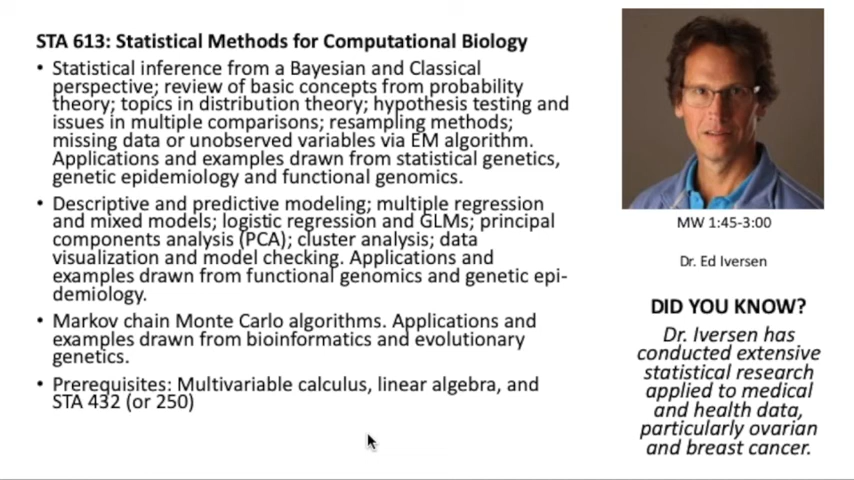 STA 613: Statistical Methods for Computational Biology
• Statistical inference from a Bayesian and Classical
perspective; review of basic concepts from probability
theory; topics in distribution theory; hypothesis testing and
issues in multiple comparisons; resampling methods;
missing data or unobserved variables via EM algorithm.
Applications and examples drawn from statistical genetics,
genetic epidemiology and functional genomics.
• Descriptive and predictive modeling; multiple regression
and mixed models; logistic regression and GLMs; principal
components analysis (PCA); cluster analysis; data
visualization and model checking. Applications and
examples drawn from functional genomics and genetic epi-
demiology.
• Markov chain Monte Carlo algorithms. Applications and
examples drawn from bioinformatics and evolutionary
genetics.
• Prerequisites: Multivariable calculus, linear algebra, and
STA 432 (or 250)
MW 1:45-3:00
Dr. Ed Iversen
DID YOU KNOW?
Dr. Iversen has
conducted extensive
statistical research
applied to medical
and health data,
particularly ovarian
and breast cancer.